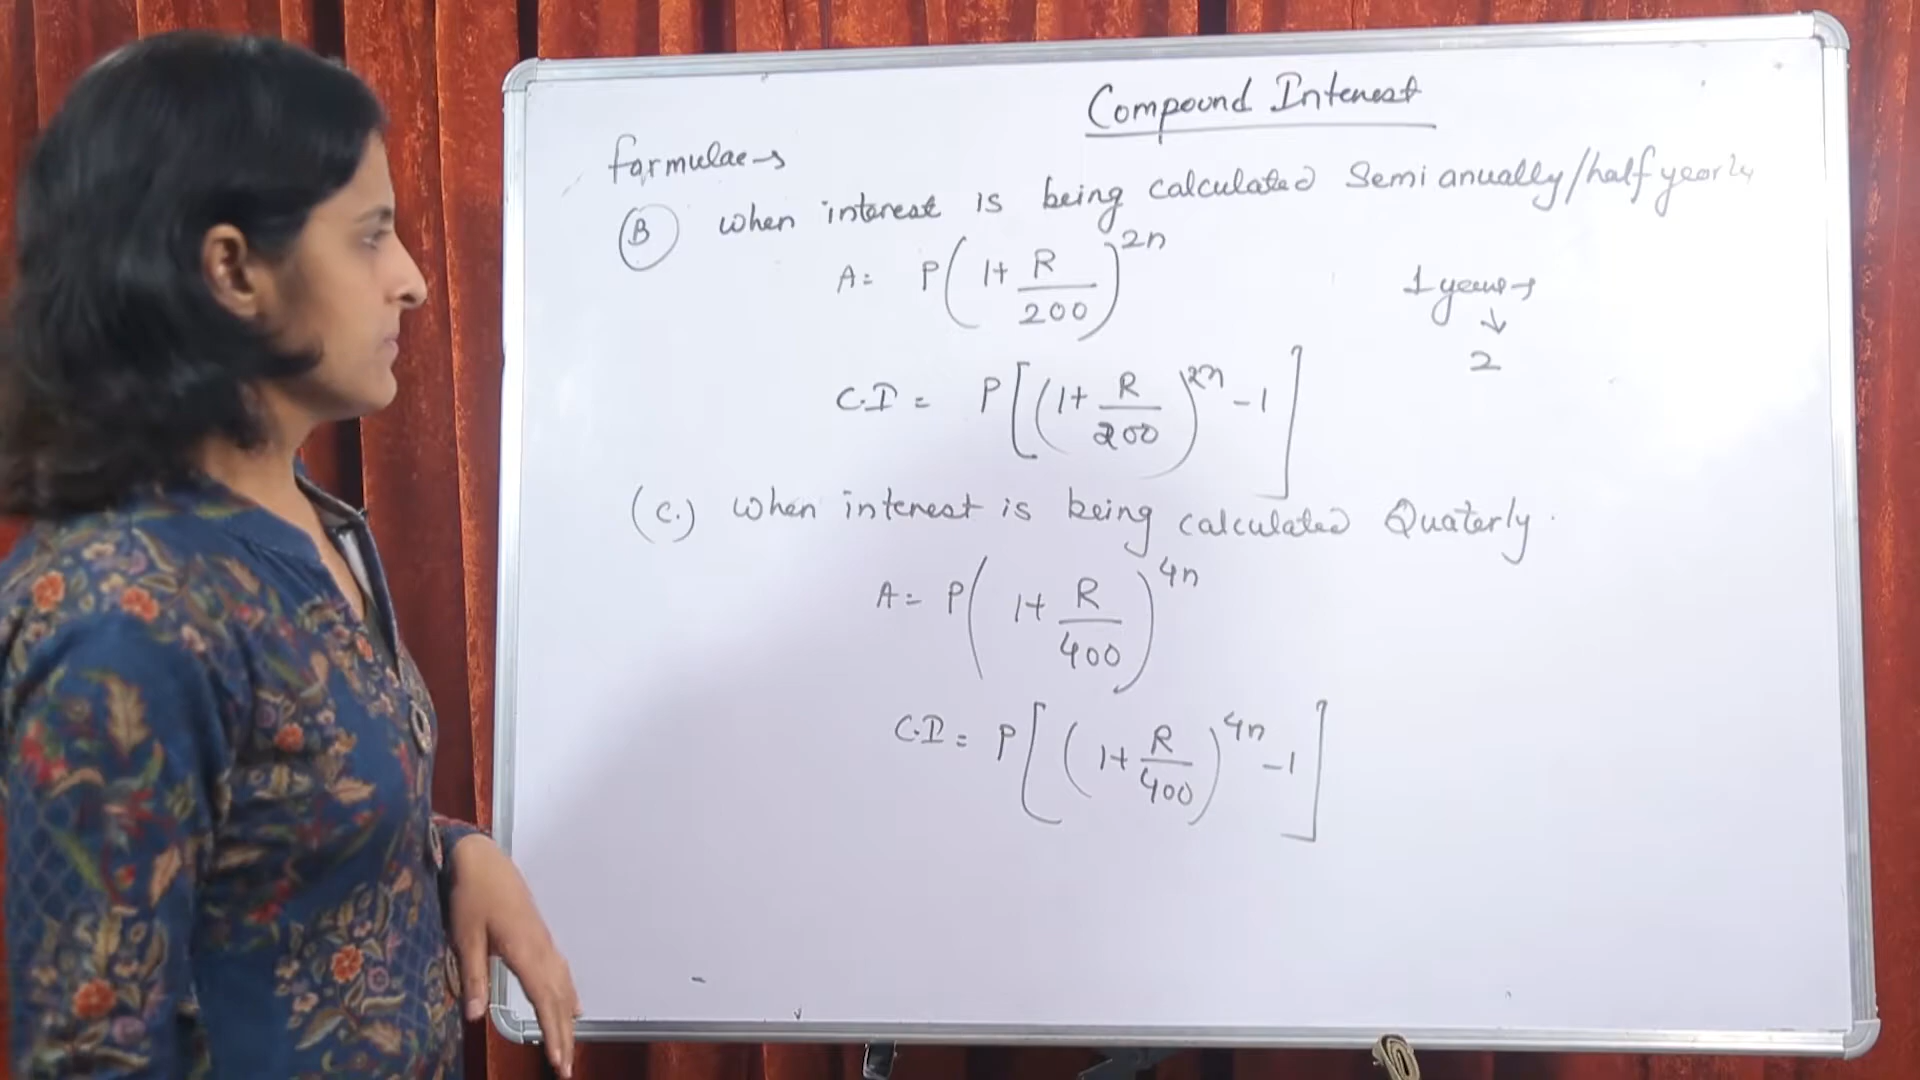 Compound Interest
formulae→
(B) when interest is being calculated Semi anually/half yearly
A= P(1+R/200)^2n
1 year→
↓
2
C.I = P[(1+R/200)^2n -1]
(C.) when interest is being calculated Quaterly.
A= P(1+R/400)^4n
C.I= P[(1+R/400)^4n -1]